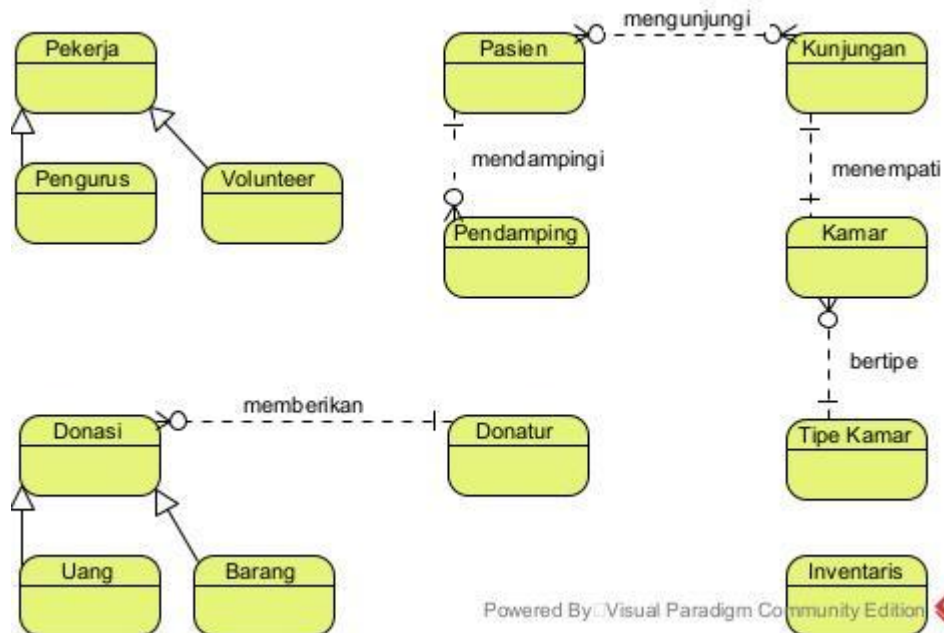 mengunjungi
Pekerja
Pasien
Kunjungan
mendampingi
menempati
Pengurus
Volunteer
Pendamping
Kamar
bertipe
memberikan
Donasi
Donatur
Tipe Kamar
Uang
Barang
Inventaris
Powered By Visual Paradigm Community Edition